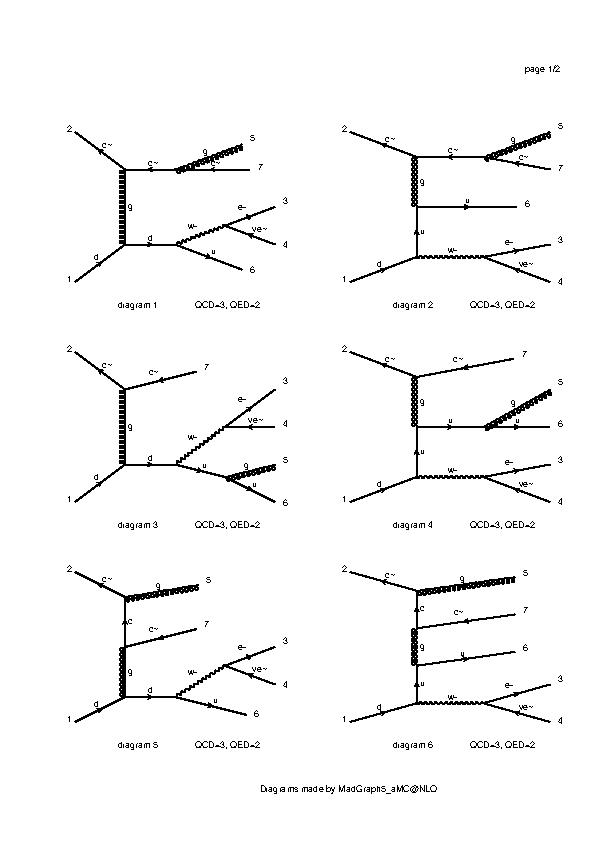 page 1/2
2
c~
g
5
c~
c~
7
g
e-
3
w-
ve~
4
d
d
u
6
1
diagram 1 QCD=3, QED=2
2
c~
g
5
c~
c~
7
g
u
6
u
e-
3
w-
d
ve~
4
1
diagram 2 QCD=3, QED=2
2
c~
c~
7
g
e-
3
w-
ve~
4
d
d
u
g
5
u
6
1
diagram 3 QCD=3, QED=2
2
c~
c~
7
g
g
5
u
u
6
u
e-
3
w-
d
ve~
4
1
diagram 4 QCD=3, QED=2
2
c~
g
5
c
c~
7
g
e-
3
w-
ve~
4
d
d
u
6
1
diagram 5 QCD=3, QED=2
2
c~
g
5
c
c~
7
g
u
6
u
e-
3
w-
d
ve~
4
1
diagram 6 QCD=3, QED=2
Diagrams made by MadGraph5_aMC@NLO